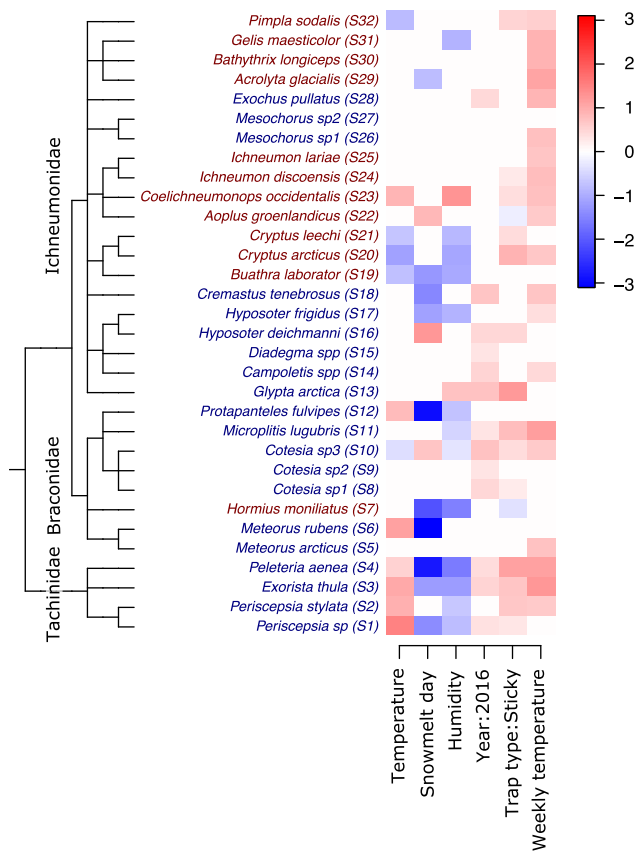 Pimpla sodalis (S32)
Gelis maesticolor (S31)
Bathythrix longiceps (S30)
Acrolyta glacialis (S29)
Exochus pullatus (S28)
Mesochorus sp2 (S27)
Mesochorus sp1 (S26)
Ichneumon lariae (S25)
Ichneumon discoensis (S24)
Coelichneumonops occidentalis (S23)
Aoplus groenlandicus (S22)
Cryptus leechi (S21)
Cryptus arcticus (S20)
Buathra laborator (S19)
Cremastus tenebrosus (S18)
Hyposoter frigidus (S17)
Hyposoter deichmanni (S16)
Diadegma spp (S15)
Campoletis spp (S14)
Glypta arctica (S13)
Protapanteles fulvipes (S12)
Microplitis lugubris (S11)
Cotesia sp3 (S10)
Cotesia sp2 (S9)
Cotesia sp1 (S8)
Hormius moniliatus (S7)
Meteorus rubens (S6)
Meteorus arcticus (S5)
Peleteria aenea (S4)
Exorista thula (S3)
Periscepsia stylata (S2)
Periscepsia sp (S1)
Ichneumonidae
Braconidae
Tachinidae
Temperature
Snowmelt day
Humidity
Year:2016
Trap type:Sticky
Weekly temperature
3
2
1
0
−1
−2
−3